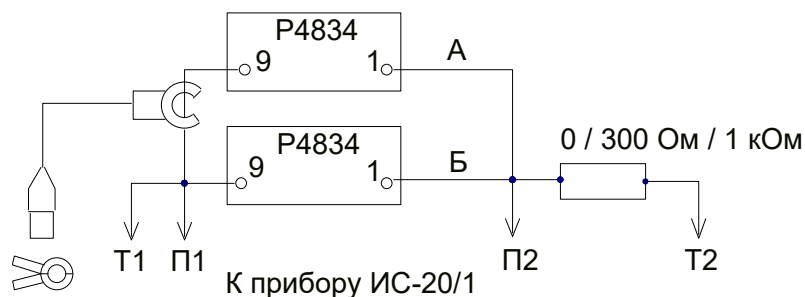 Р4834
9
1
А
Р4834
9
1
Б
0 / 300 Ом / 1 кОм
Т1
П1
П2
Т2
К прибору ИС-20/1